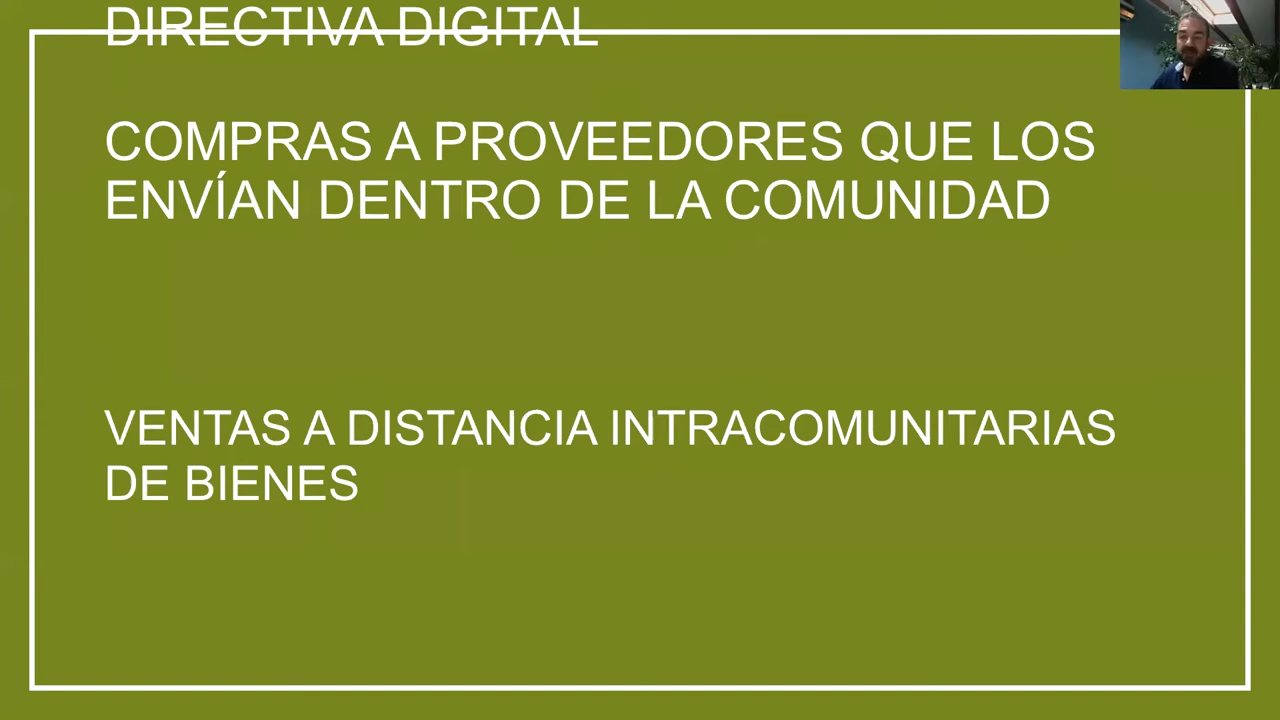 DIRECTIVA DIGITAL
COMPRAS A PROVEEDORES QUE LOS
ENVÍAN DENTRO DE LA COMUNIDAD
VENTAS A DISTANCIA INTRACOMUNITARIAS
DE BIENES